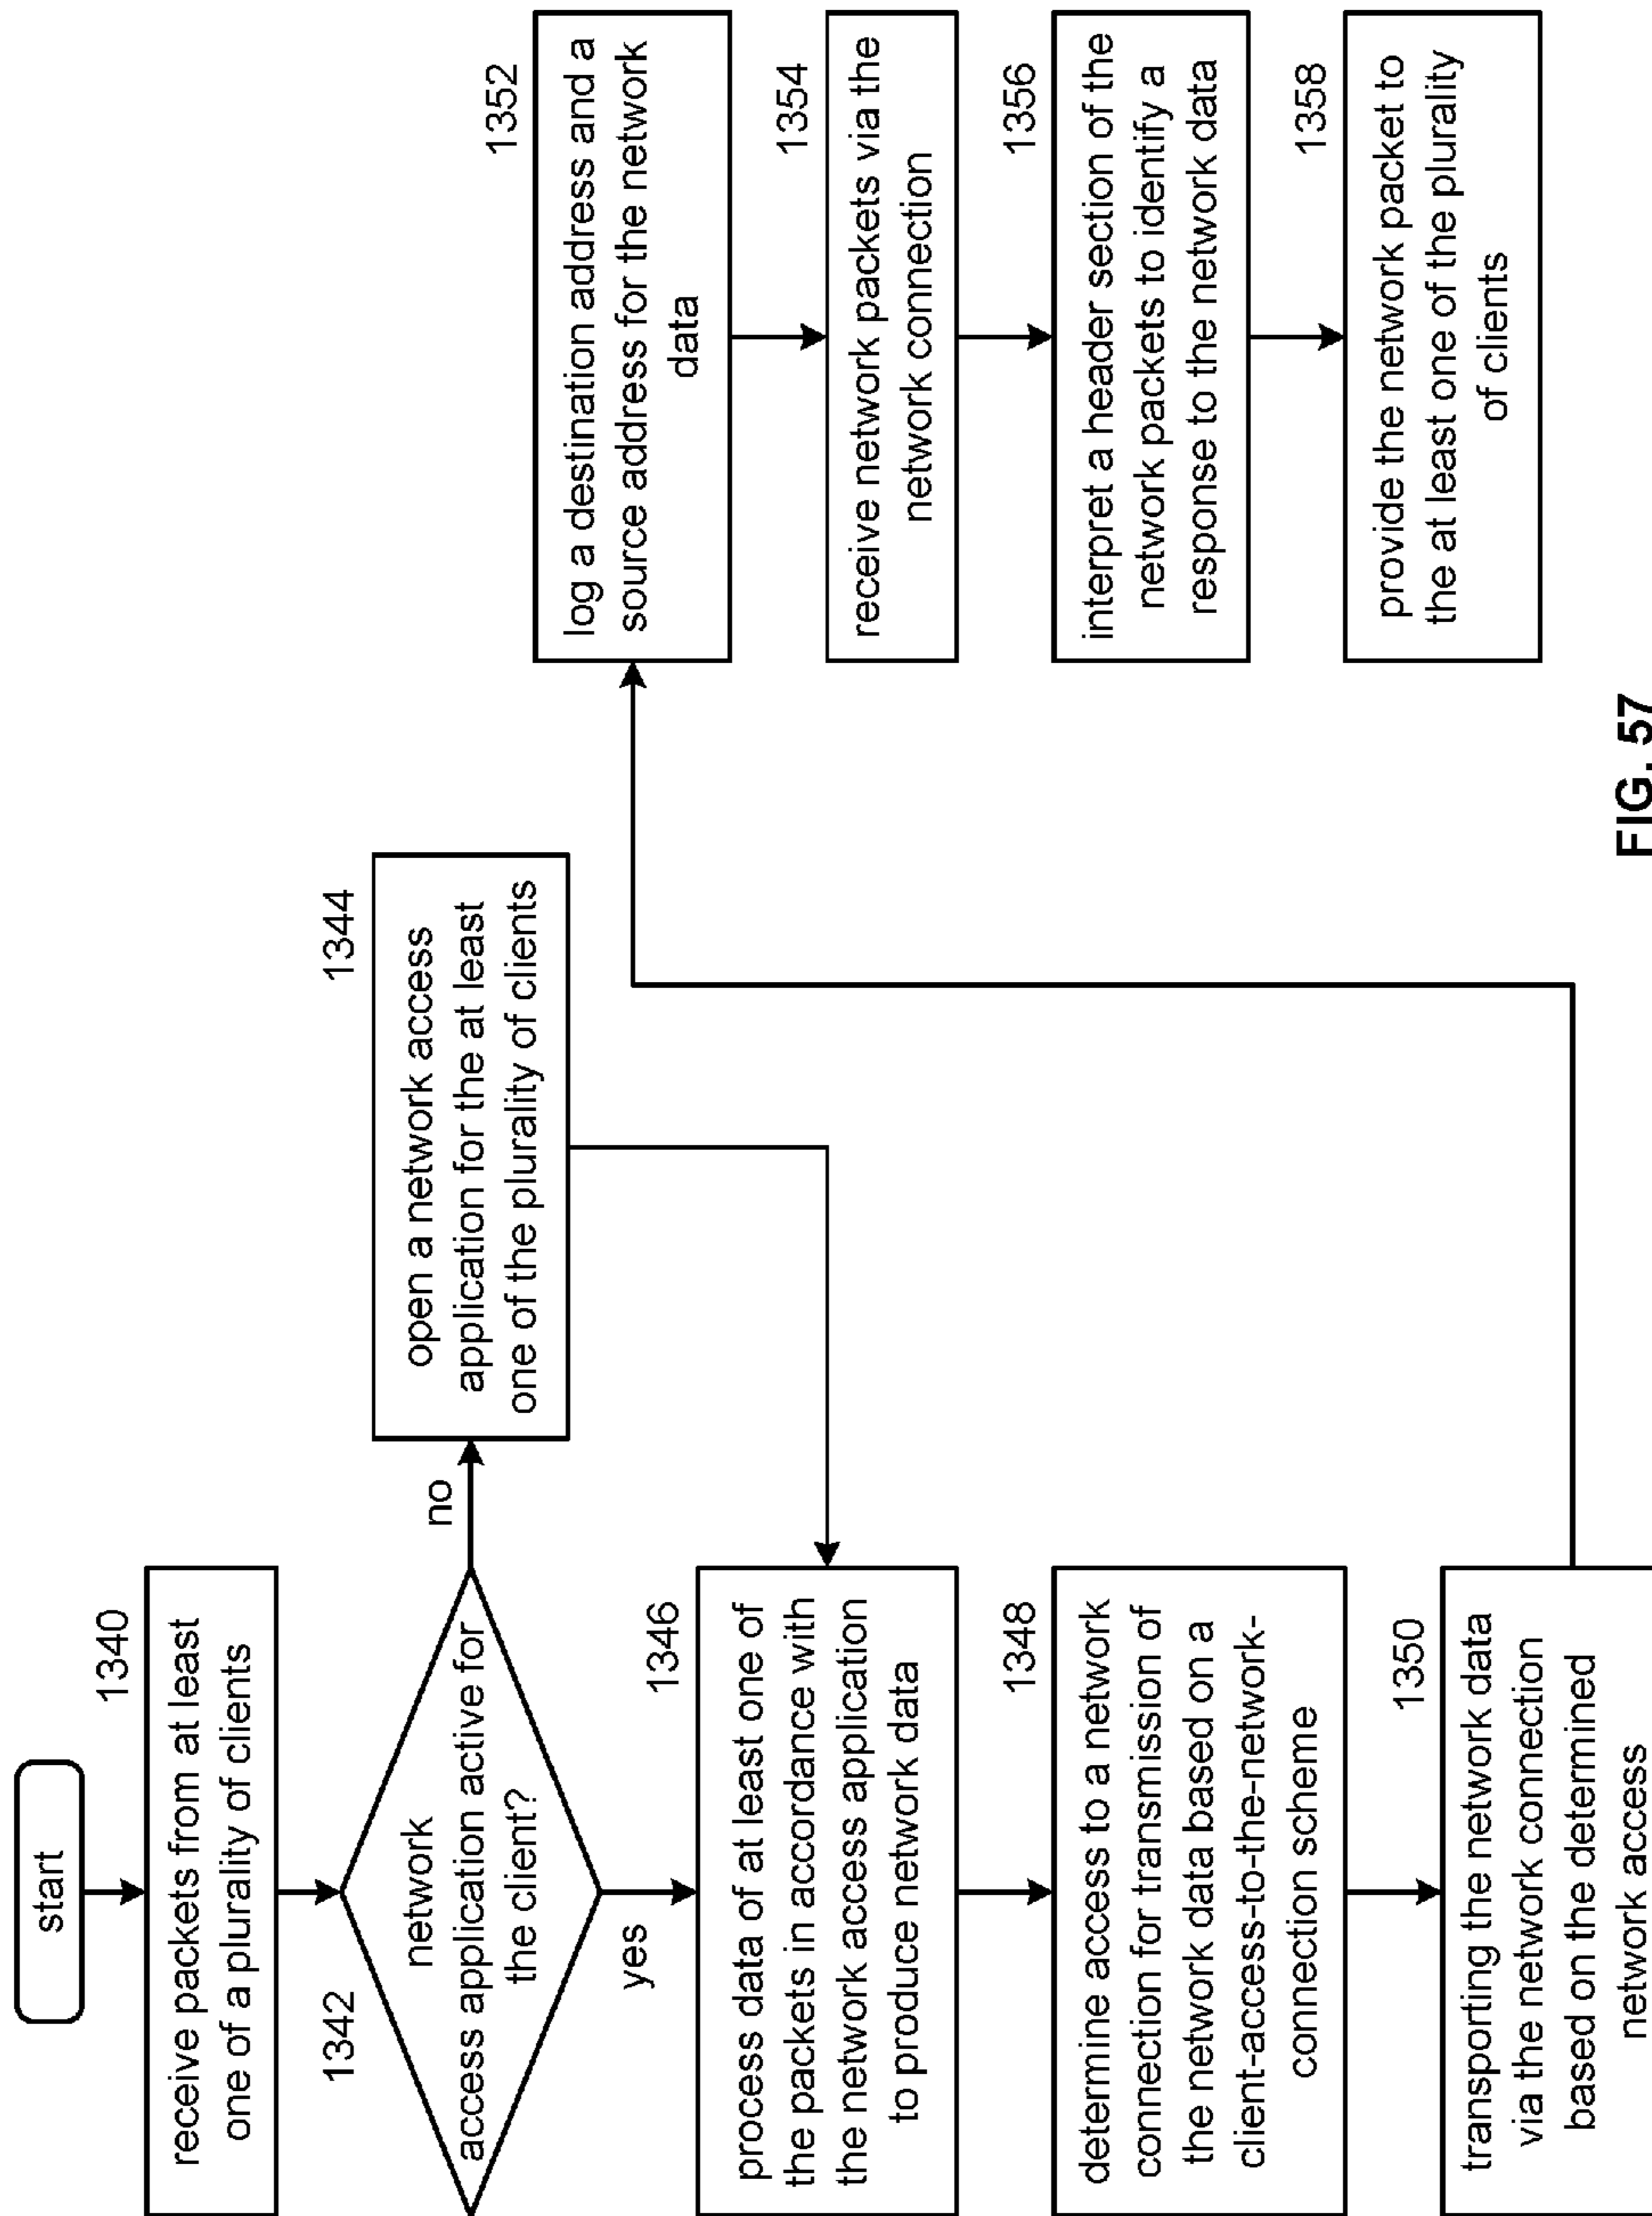 start
1340
receive packets from at least
one of a plurality of clients
1342
network
access application active for
the client?
no
yes
1344
open a network access
application for the at least
one of the plurality of clients
1346
process data of at least one of
the packets in accordance with
the network access application
to produce network data
1348
determine access to a network
connection for transmission of
the network data based on a
client-access-to-the-network-
connection scheme
1350
transporting the network data
via the network connection
based on the determined
network access
1352
log a destination address and a
source address for the network
data
1354
receive network packets via the
network connection
1356
interpret a header section of the
network packets to identify a
response to the network data
1358
provide the network packet to
the at least one of the plurality
of clients
FIG. 57